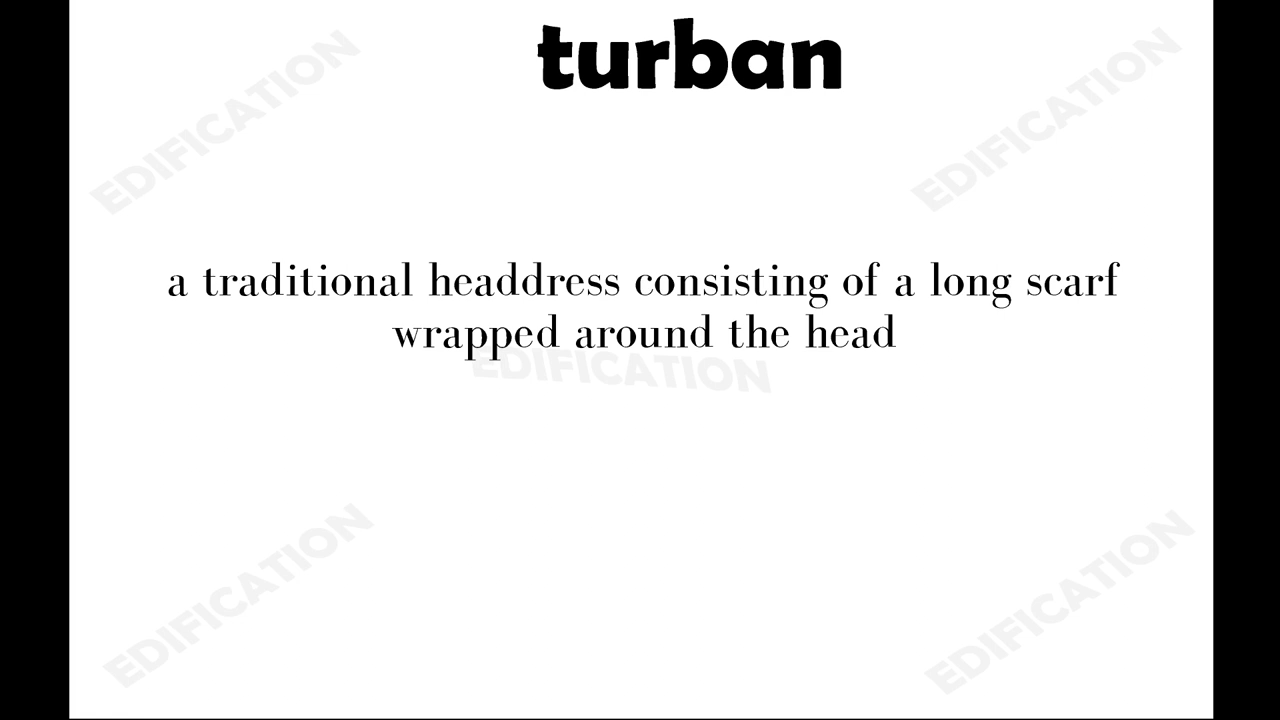 turban
EDIFICATION
EDIFICATION
a traditional headdress consisting of a long scarf
wrapped around the head
EDIFICATION
EDIFICATION
EDIFICATION